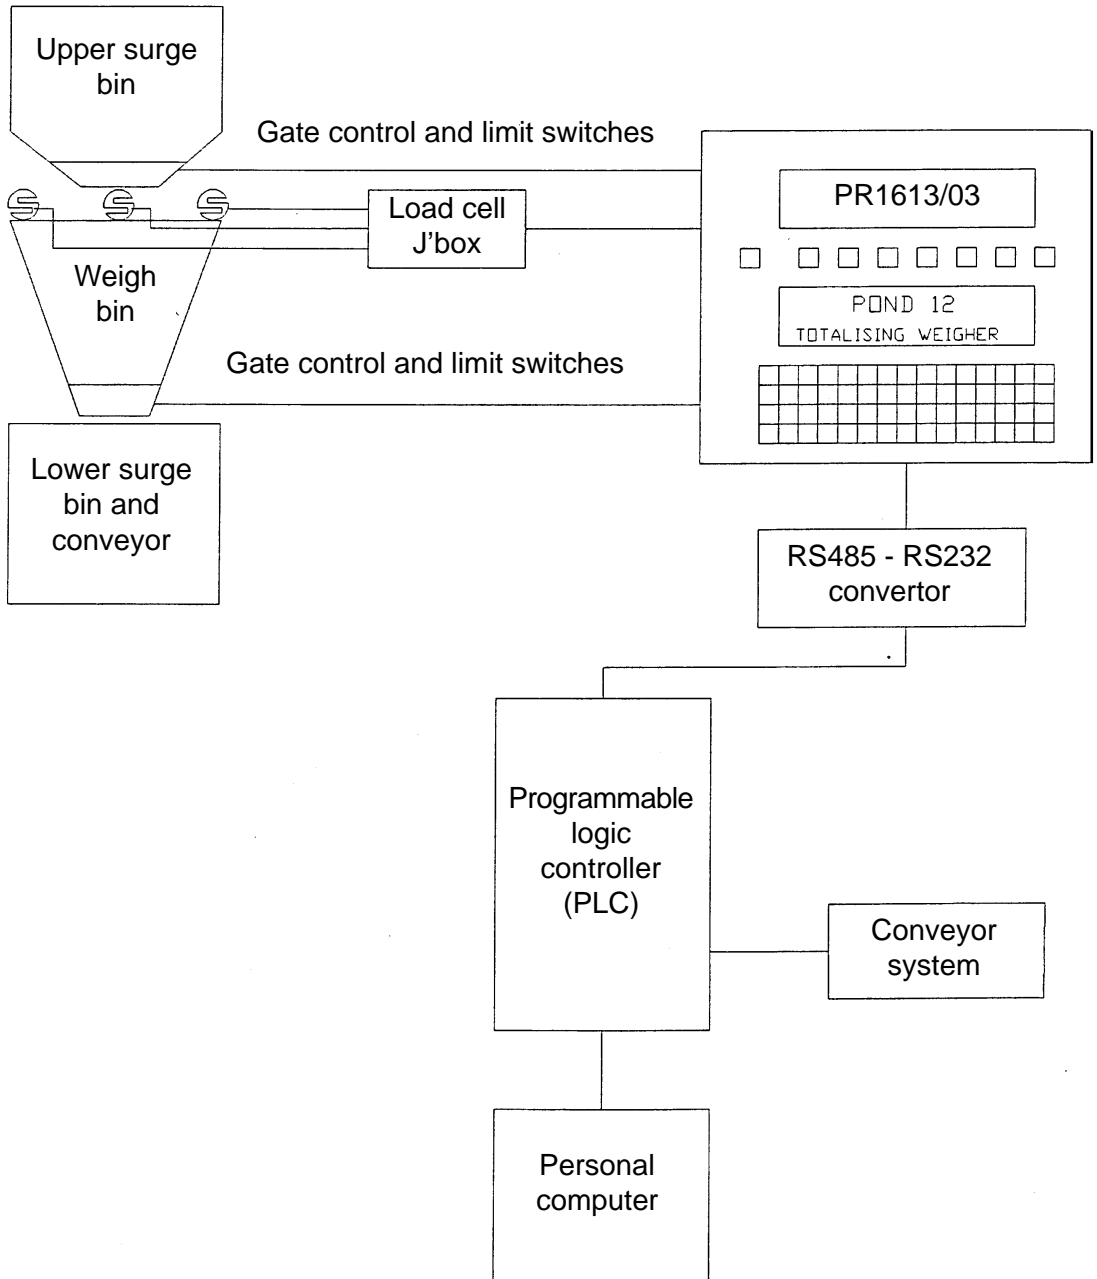 Upper surge
bin
Gate control and limit switches
PR1613/03
Load cell
J'box
Weigh
bin
POND 12
TOTALISING WEIGHER
Gate control and limit switches
Lower surge
bin and
conveyor
RS485 - RS232
convertor
Programmable
logic
controller
(PLC)
Conveyor
system
Personal
computer